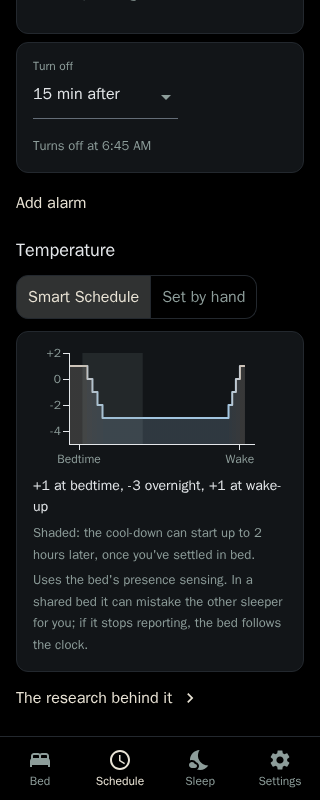 Turn off
15 min after
Turns off at 6:45 AM
Add alarm
Temperature
Smart Schedule
Set by hand
+2
0
-2
-4
Bedtime
Wake
+1 at bedtime, -3 overnight, +1 at wake-
up
Shaded: the cool-down can start up to 2
hours later, once you've settled in bed.
Uses the bed's presence sensing. In a
shared bed it can mistake the other sleeper
for you; if it stops reporting, the bed follows
the clock.
The research behind it
Bed
Schedule
Sleep
Settings